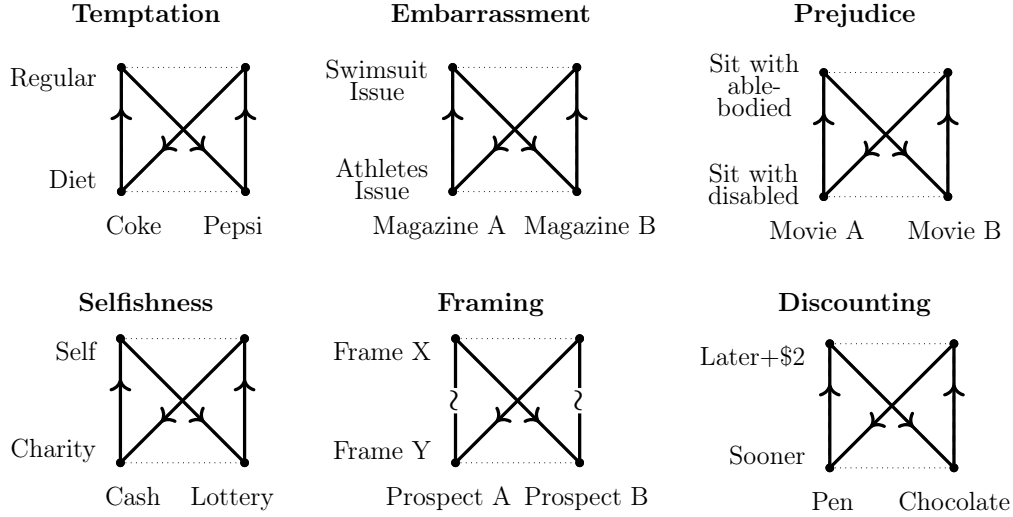 Temptation
Regular
Diet
Coke Pepsi
Embarrassment
Swimsuit
Issue
Athletes
Issue
Magazine A Magazine B
Prejudice
Sit with
able-
bodied
Sit with
disabled
Movie A Movie B
Selfishness
Self
Charity
Cash Lottery
Framing
Frame X
~ ~
Frame Y
Prospect A Prospect B
Discounting
Later+$2
Sooner
Pen Chocolate